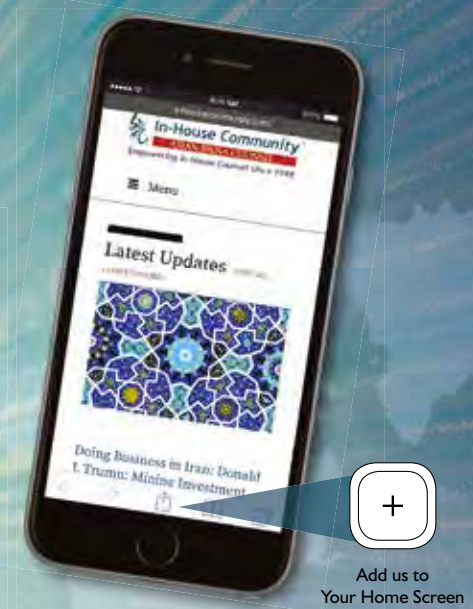 In-House Community
Empowering In-House Counsel
Menu
Latest Updates
Doing Business in Iran: Donald
Mining Investment
+
Add us to
Your Home Screen